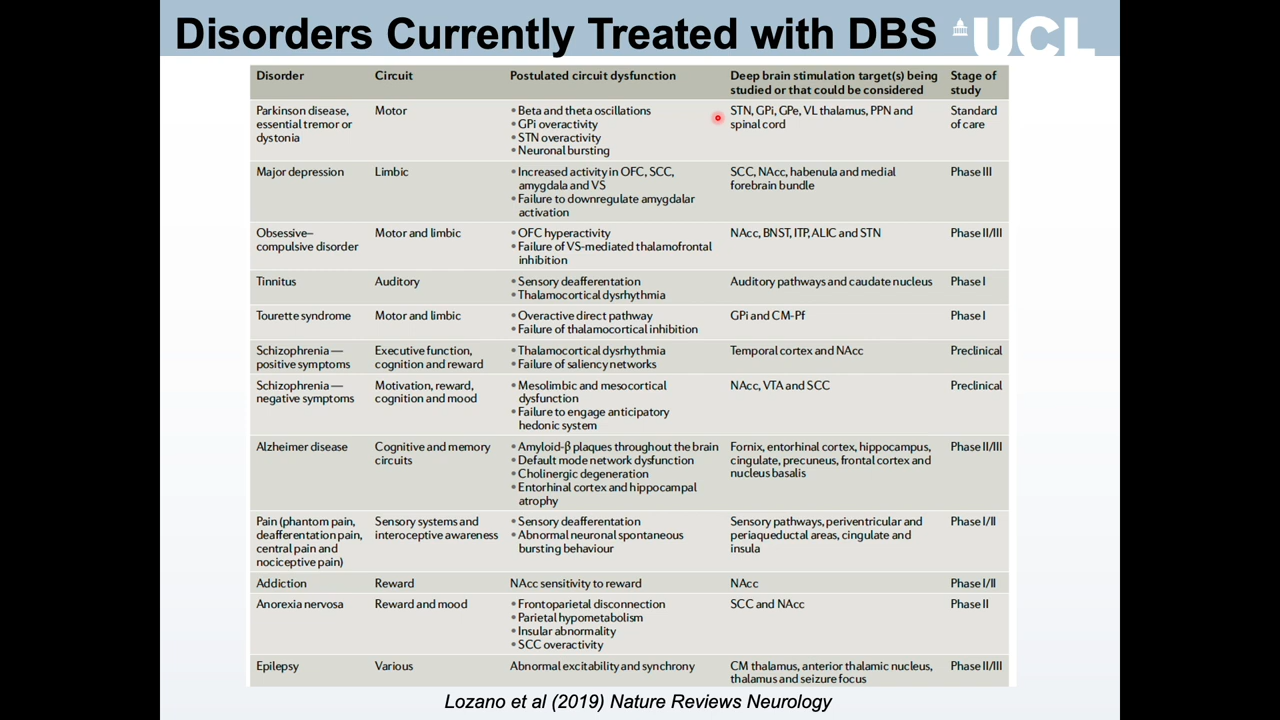 Disorders Currently Treated with DBS
UCL
Disorder Circuit Postulated circuit dysfunction Deep brain stimulation target(s) being studied or that could be considered Stage of study
Parkinson disease, essential tremor or dystonia
Motor
• Beta and theta oscillations
• GPi overactivity
• STN overactivity
• Neuronal bursting
STN, GPi, GPe, VL thalamus, PPN and
spinal cord
Standard
of care
Major depression
Limbic
• Increased activity in OFC, SCC,
amygdala and VS
• Failure to downregulate amygdalar
activation
SCC, NAcc, habenula and medial
forebrain bundle
Phase III
Obsessive–
compulsive disorder
Motor and limbic
• OFC hyperactivity
• Failure of VS-mediated thalamofrontal
inhibition
NAcc, BNST, ITP, ALIC and STN
Phase II/III
Tinnitus
Auditory
• Sensory deafferentation
• Thalamocortical dysrhythmia
Auditory pathways and caudate nucleus
Phase I
Tourette syndrome
Motor and limbic
• Overactive direct pathway
• Failure of thalamocortical inhibition
GPi and CM-Pf
Phase I
Schizophrenia —
positive symptoms
Executive function,
cognition and reward
• Thalamocortical dysrhythmia
• Failure of saliency networks
Temporal cortex and NAcc
Preclinical
Schizophrenia —
negative symptoms
Motivation, reward,
cognition and mood
• Mesolimbic and mesocortical
dysfunction
• Failure to engage anticipatory
hedonic system
NAcc, VTA and SCC
Preclinical
Alzheimer disease
Cognitive and memory
circuits
• Amyloid-β plaques throughout the brain
• Default mode network dysfunction
• Cholinergic degeneration
• Entorhinal cortex and hippocampal
atrophy
Fornix, entorhinal cortex, hippocampus,
cingulate, precuneus, frontal cortex and
nucleus basalis
Phase II/III
Pain (phantom pain,
deafferentation pain,
central pain and
nociceptive pain)
Sensory systems and
interoceptive awareness
• Sensory deafferentation
• Abnormal neuronal spontaneous
bursting behaviour
Sensory pathways, periventricular and
periaqueductal areas, cingulate and
insula
Phase I/II
Addiction
Reward
NAcc sensitivity to reward
NAcc
Phase I/II
Anorexia nervosa
Reward and mood
• Frontoparietal disconnection
• Parietal hypometabolism
• Insular abnormality
• SCC overactivity
SCC and NAcc
Phase II
Epilepsy
Various
Abnormal excitability and synchrony
CM thalamus, anterior thalamic nucleus,
thalamus and seizure focus
Phase II/III
Lozano et al (2019) Nature Reviews Neurology